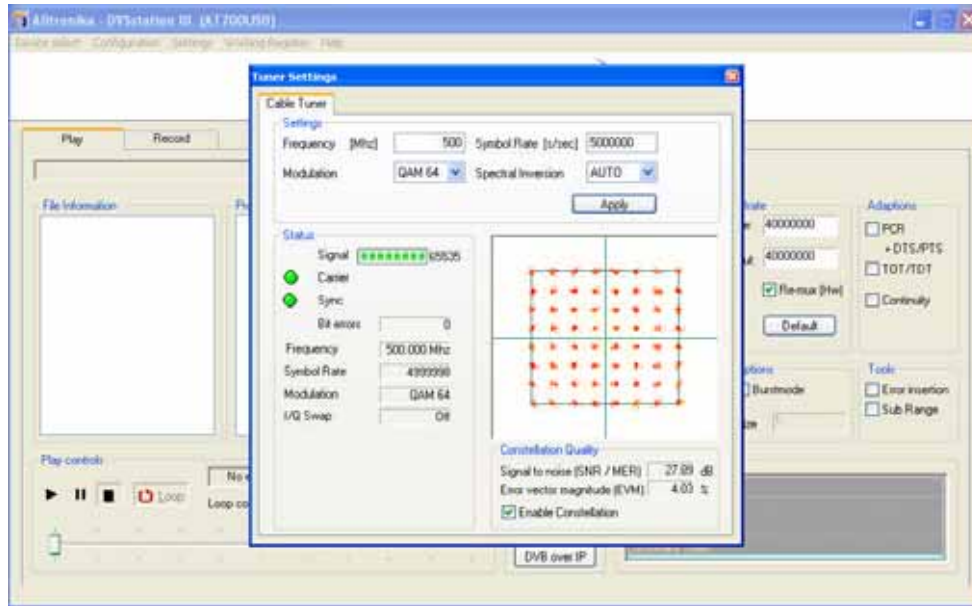 Alitronika - DVSstation III (AT700USB)
Device select Configuration Settings Working Register Help
Tuner Settings
Cable Tuner
Settings
Frequency [Mhz] 500 Symbol Rate [s/sec] 5000000
Modulation QAM 64 Spectral Inversion AUTO
Apply
Status
Signal 65535
Carrier
Sync
Bit errors 0
Frequency 500.000 Mhz
Symbol Rate 4999998
Modulation QAM 64
I/Q Swap Off
Constellation Quality
Signal to noise (SNR / MER) 27.89 dB
Error vector magnitude (EVM) 4.03 %
Enable Constellation
Play Record
File Information
Play controls
Loop
No
Loop
40000000
40000000
Re-mux (Hw)
Default
Burstmode
Adaptions
PCR
+DTS/PTS
TOT/TDT
Continuity
Tools
Error insertion
Sub Range
DVB over IP